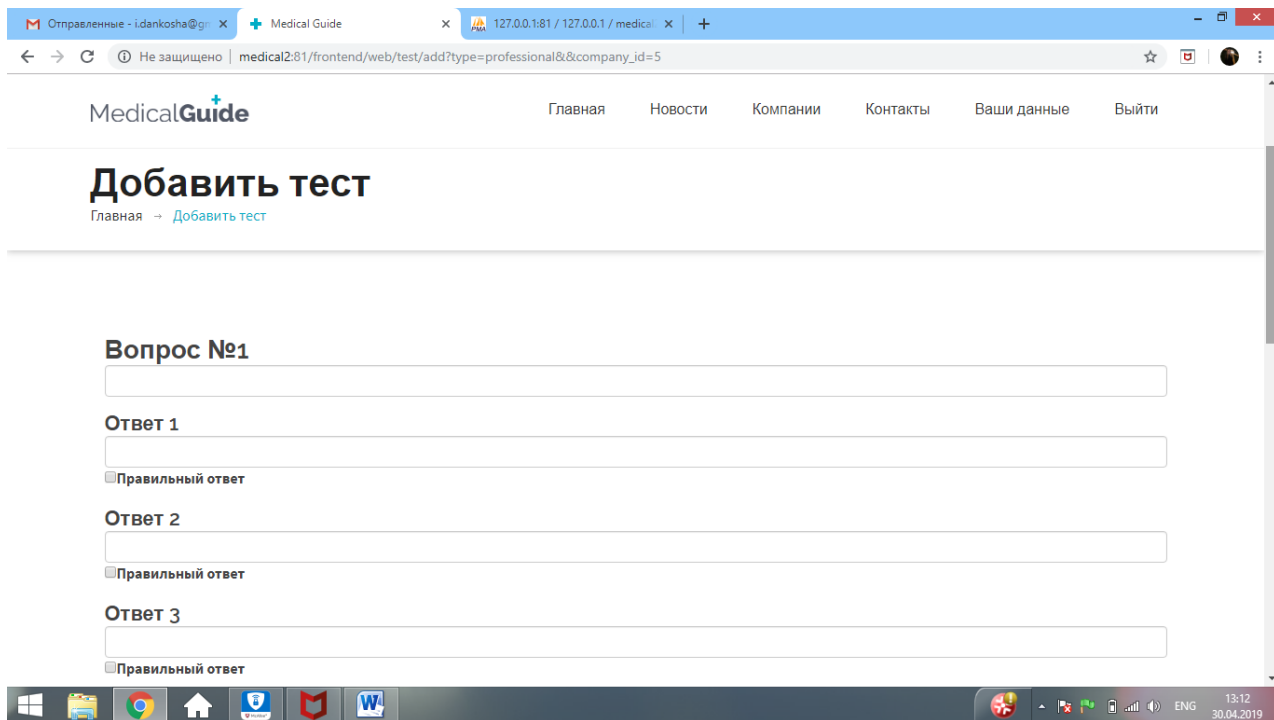 Отправленные - i.dankosha@gr
Medical Guide
PMA 127.0.0.1:81 / 127.0.0.1 / medical
Не защищено | medical2:81/frontend/web/test/add?type=professional&&company_id=5
MedicalGuide
Главная Новости Компании Контакты Ваши данные Выйти
Добавить тест
Главная → Добавить тест
Вопрос №1
Ответ 1
Правильный ответ
Ответ 2
Правильный ответ
Ответ 3
Правильный ответ
ENG 13:12
30.04.2019